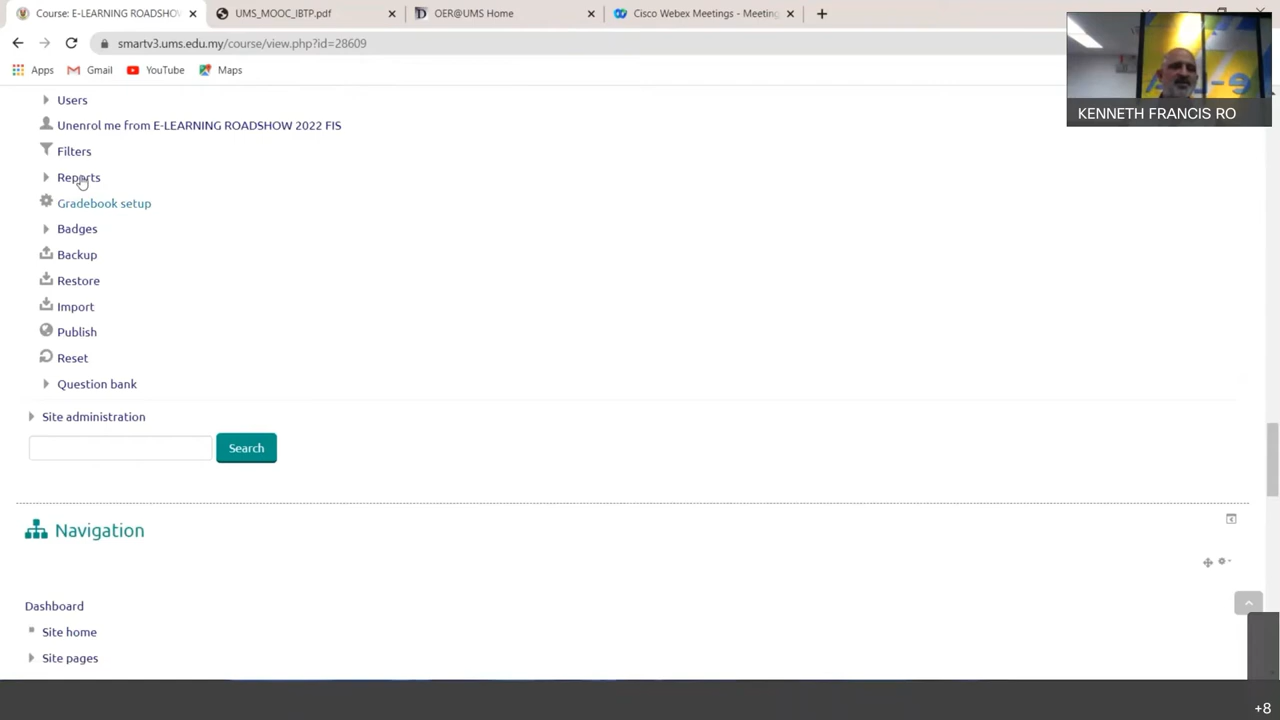 Course: E-LEARNING ROADSHOW
UMS_MOOC_IBTP.pdf
OER@UMS Home
Cisco Webex Meetings - Meeting
smartv3.ums.edu.my/course/view.php?id=28609
Apps
Gmail
YouTube
Maps
KENNETH FRANCIS RO
Users
Unenrol me from E-LEARNING ROADSHOW 2022 FIS
Filters
Reports
Gradebook setup
Badges
Backup
Restore
Import
Publish
Reset
Question bank
Site administration
Search
Navigation
Dashboard
Site home
Site pages
+8